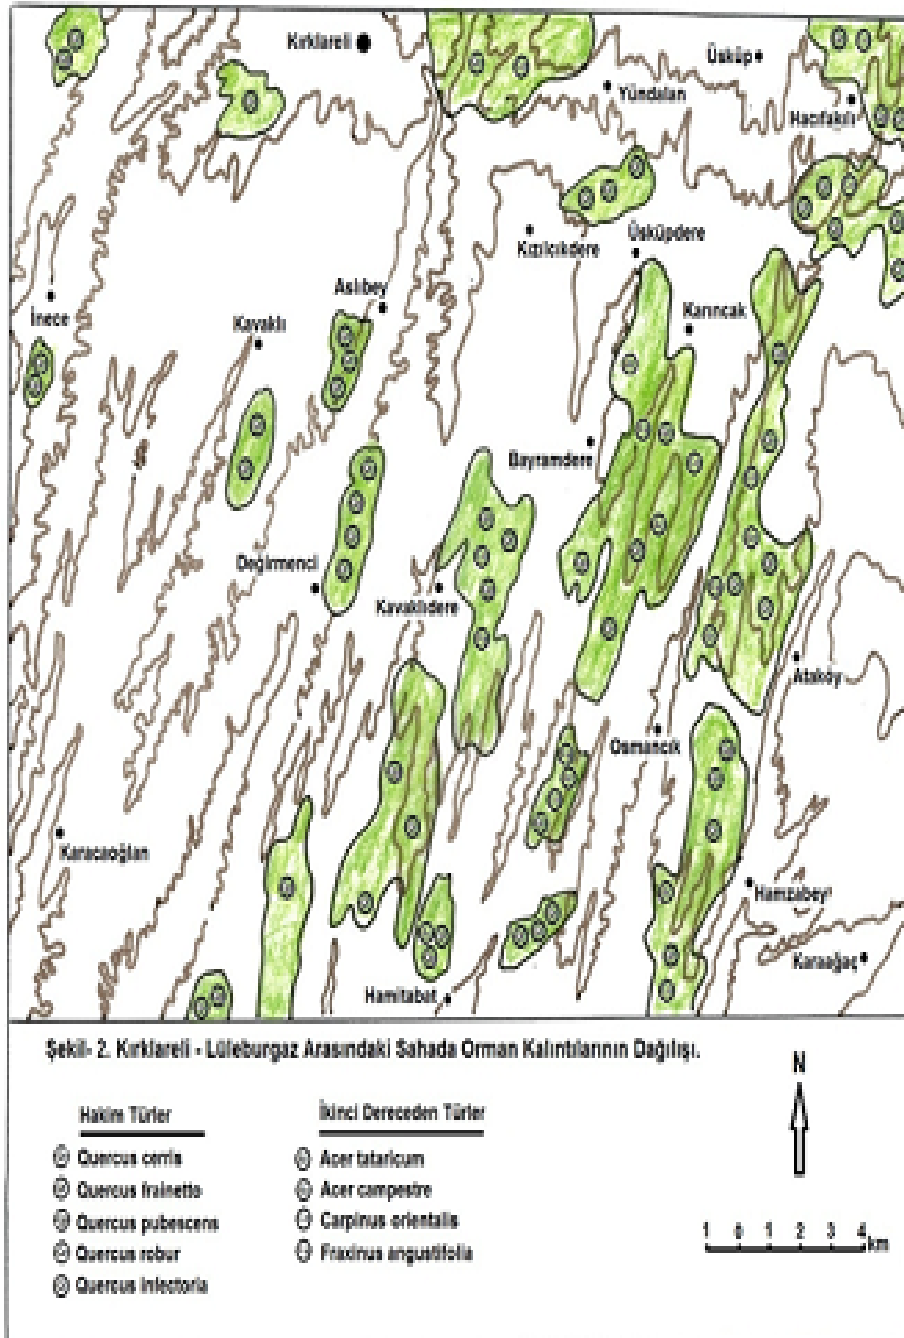 Kırklareli
Üsküp
Yündalan
Hacıfakılı
Kızılcıkdere
Üsküpdere
Aslıbey
İnece
Kavaklı
Karıncak
Bayramdere
Değirmenci
Kavaklıdere
Ataköy
Osmancık
Karacaoğlan
Hamzabey
Karaağaç
Hamitabat
Şekil- 2. Kırklareli - Lüleburgaz Arasındaki Sahada Orman Kalıntılarının Dağılışı.
N
Hakim Türler
Quercus cerris
Quercus frainetto
Quercus pubescens
Quercus robur
Quercus infectoria
İkinci Dereceden Türler
Acer tataricum
Acer campestre
Carpinus orientalis
Fraxinus angustifolia
1 0 1 2 3 4
km